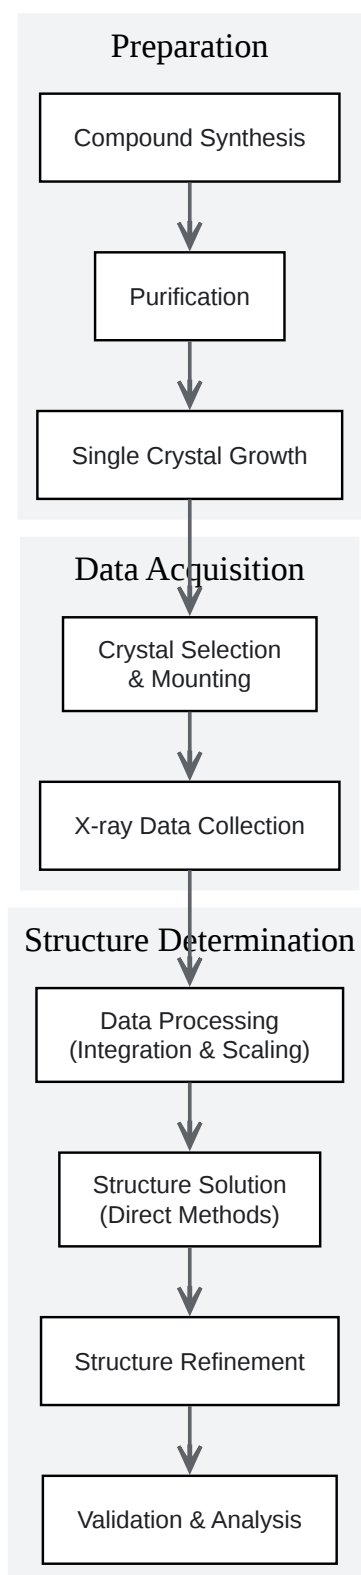 Preparation
Compound Synthesis
Purification
Single Crystal Growth
Data Acquisition
Crystal Selection
& Mounting
X-ray Data Collection
Structure Determination
Data Processing
(Integration & Scaling)
Structure Solution
(Direct Methods)
Structure Refinement
Validation & Analysis